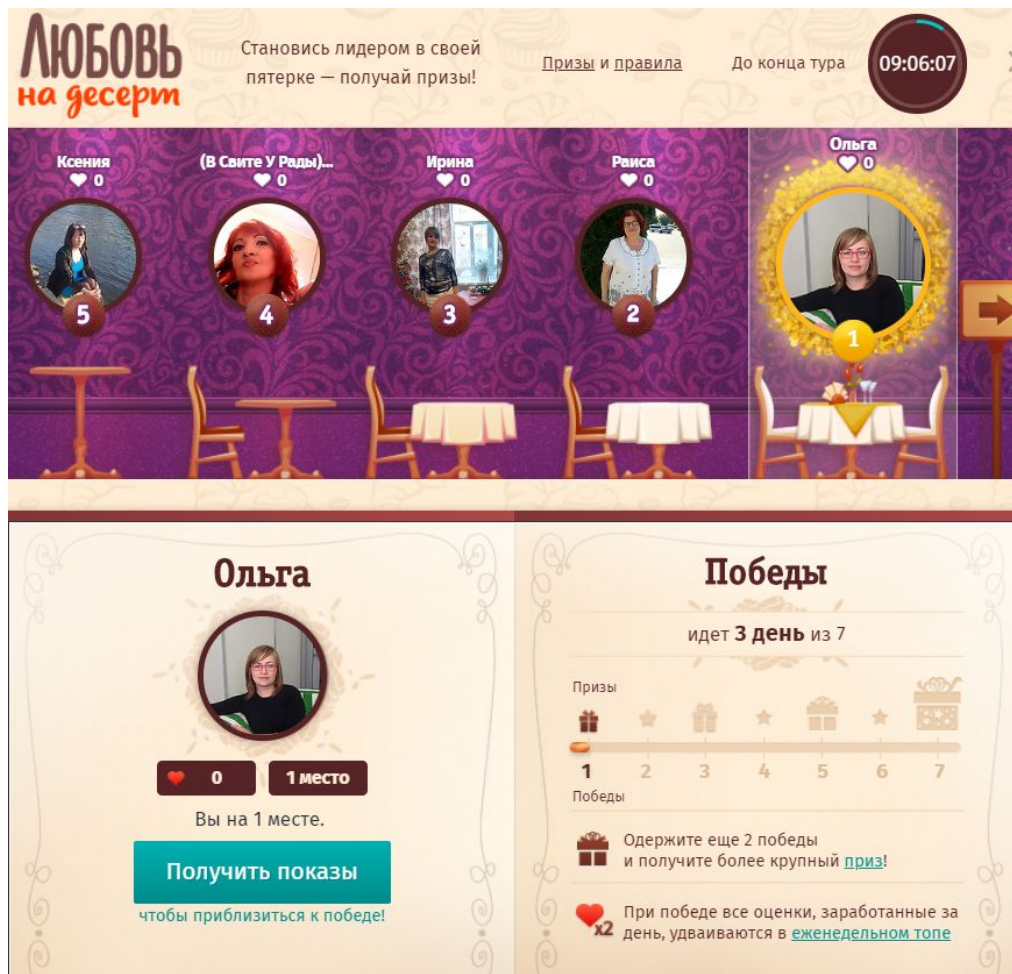 ЛЮБОВЬ
на десерт
Становись лидером в своей
пятерке — получай призы!
Призы и правила
До конца тура
09:06:07
Ксения
0
(В Свите У Рады)...
0
Ирина
0
Раиса
0
Ольга
0
5
4
3
2
1
Ольга
0
1 место
Вы на 1 месте.
Получить показы
чтобы приблизиться к победе!
Победы
идет 3 день из 7
Призы
1 2 3 4 5 6 7
Победы
Одержите еще 2 победы
и получите более крупный приз!
x2
При победе все оценки, заработанные за
день, удваиваются в еженедельном топе